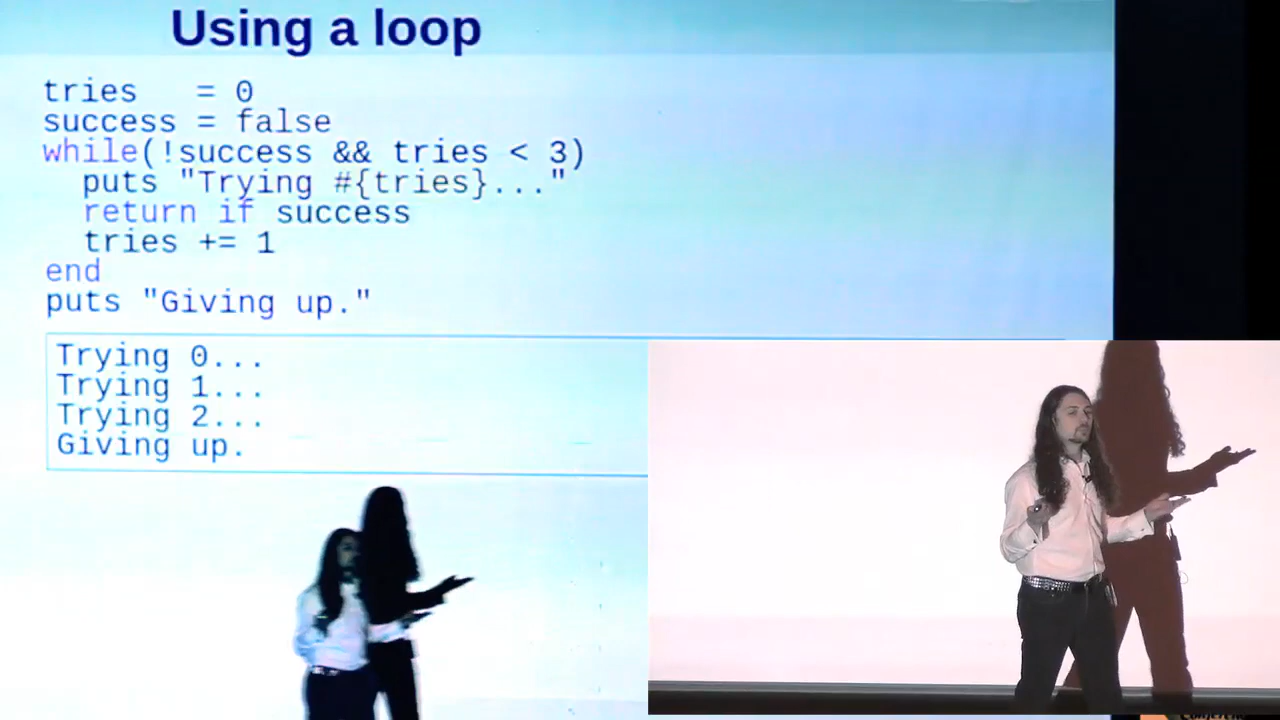 Using a loop
tries   = 0
success = false
while(!success && tries < 3)
  puts "Trying #{tries}..."
  return if success
  tries += 1
end
puts "Giving up."
Trying 0...
Trying 1...
Trying 2...
Giving up.